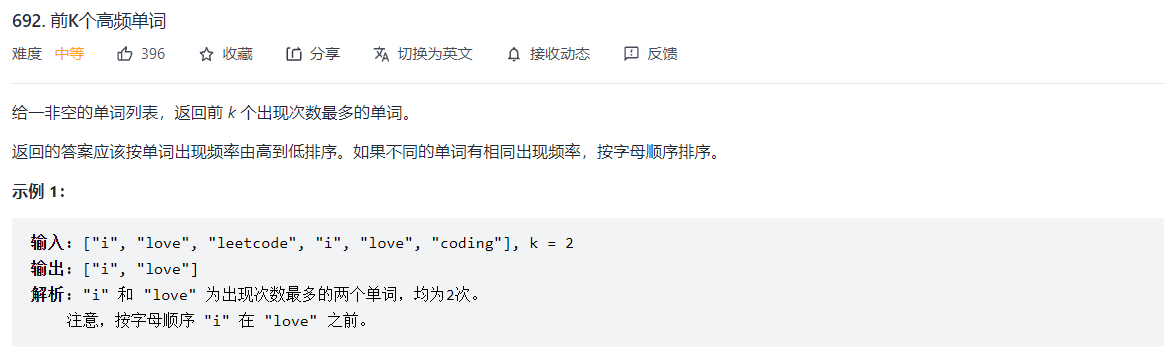 692. 前K个高频单词
难度 中等 396 收藏 分享 切换为英文 接收动态 反馈
给一非空的单词列表，返回前 k 个出现次数最多的单词。
返回的答案应该按单词出现频率由高到低排序。如果不同的单词有相同出现频率，按字母顺序排序。
示例 1：
输入：["i", "love", "leetcode", "i", "love", "coding"], k = 2
输出：["i", "love"]
解析："i" 和 "love" 为出现次数最多的两个单词，均为2次。
注意，按字母顺序 "i" 在 "love" 之前。